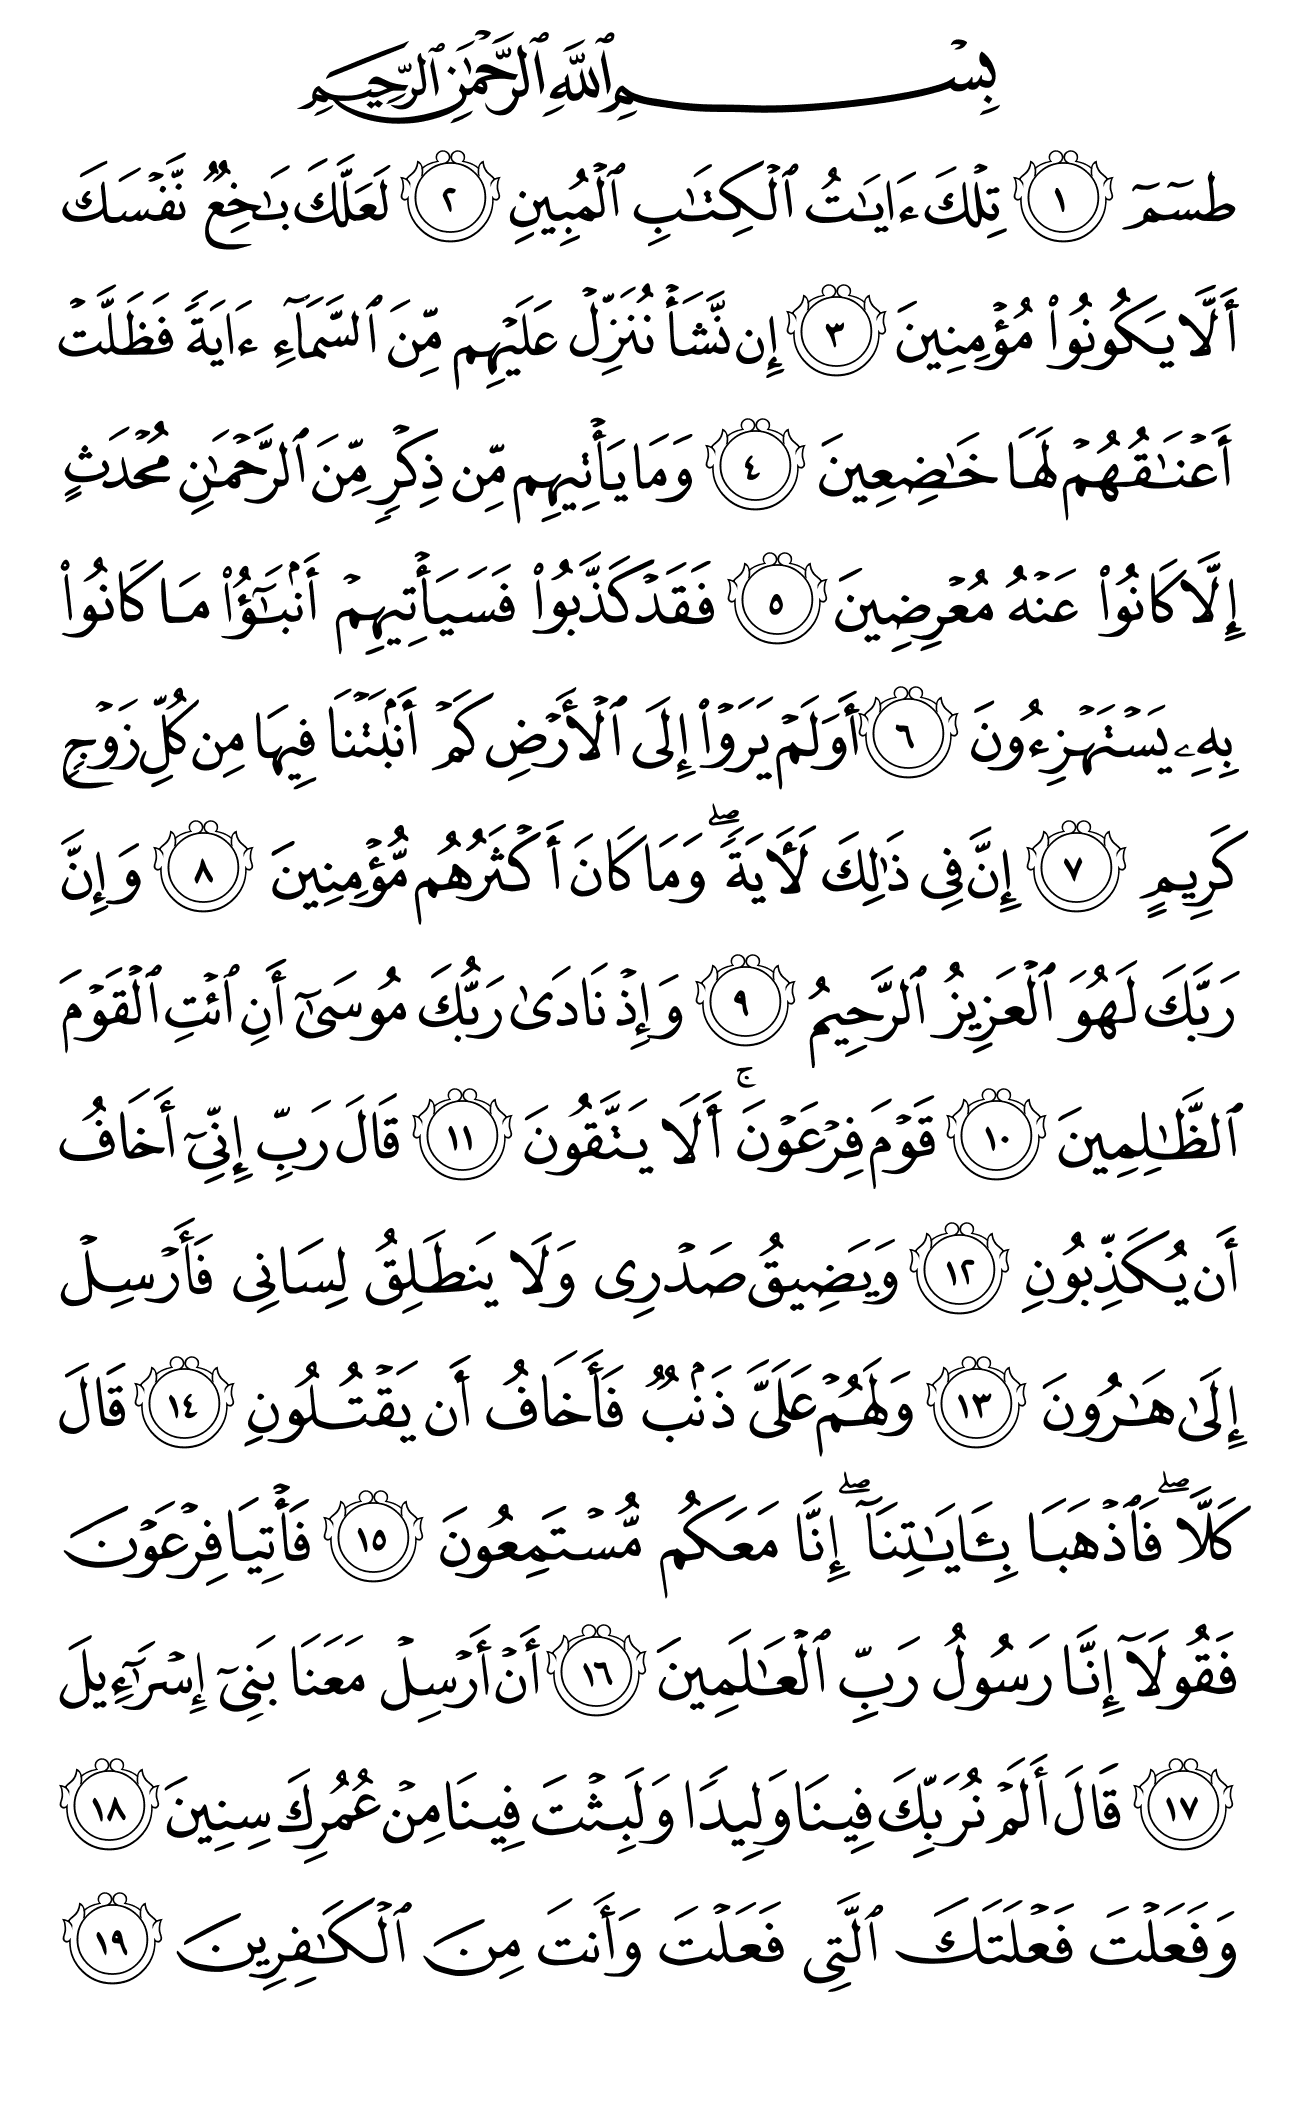 بِسْمِ ٱللَّهِ ٱلرَّحْمَٰنِ ٱلرَّحِيمِ
طسٓمٓ ١ تِلْكَ ءَايَٰتُ ٱلْكِتَٰبِ ٱلْمُبِينِ ٢ لَعَلَّكَ بَٰخِعٌ نَّفْسَكَ
أَلَّا يَكُونُوا۟ مُؤْمِنِينَ ٣ إِن نَّشَأْ نُنَزِّلْ عَلَيْهِم مِّنَ ٱلسَّمَآءِ ءَايَةً فَظَلَّتْ
أَعْنَٰقُهُمْ لَهَا خَٰضِعِينَ ٤ وَمَا يَأْتِيهِم مِّن ذِكْرٍ مِّنَ ٱلرَّحْمَٰنِ مُحْدَثٍ
إِلَّا كَانُوا۟ عَنْهُ مُعْرِضِينَ ٥ فَقَدْ كَذَّبُوا۟ فَسَيَأْتِيهِمْ أَنۢبَٰٓؤُا۟ مَا كَانُوا۟
بِهِۦ يَسْتَهْزِءُونَ ٦ أَوَلَمْ يَرَوْا۟ إِلَى ٱلْأَرْضِ كَمْ أَنۢبَتْنَا فِيهَا مِن كُلِّ زَوْجٍ
كَرِيمٍ ٧ إِنَّ فِى ذَٰلِكَ لَءَايَةً ۖ وَمَا كَانَ أَكْثَرُهُم مُّؤْمِنِينَ ٨ وَإِنَّ
رَبَّكَ لَهُوَ ٱلْعَزِيزُ ٱلرَّحِيمُ ٩ وَإِذْ نَادَىٰ رَبُّكَ مُوسَىٰٓ أَنِ ٱئْتِ ٱلْقَوْمَ
ٱلظَّٰلِمِينَ ١٠ قَوْمَ فِرْعَوْنَ ۚ أَلَا يَتَّقُونَ ١١ قَالَ رَبِّ إِنِّىٓ أَخَافُ
أَن يُكَذِّبُونِ ١٢ وَيَضِيقُ صَدْرِى وَلَا يَنطَلِقُ لِسَانِى فَأَرْسِلْ
إِلَىٰ هَٰرُونَ ١٣ وَلَهُمْ عَلَىَّ ذَنۢبٌ فَأَخَافُ أَن يَقْتُلُونِ ١٤ قَالَ
كَلَّا ۖ فَٱذْهَبَا بِـَٔايَٰتِنَآ ۖ إِنَّا مَعَكُم مُّسْتَمِعُونَ ١٥ فَأْتِيَا فِرْعَوْنَ
فَقُولَآ إِنَّا رَسُولُ رَبِّ ٱلْعَٰلَمِينَ ١٦ أَنْ أَرْسِلْ مَعَنَا بَنِىٓ إِسْرَٰٓءِيلَ
١٧ قَالَ أَلَمْ نُرَبِّكَ فِينَا وَلِيدًا وَلَبِثْتَ فِينَا مِنْ عُمُرِكَ سِنِينَ ١٨
وَفَعَلْتَ فَعْلَتَكَ ٱلَّتِى فَعَلْتَ وَأَنتَ مِنَ ٱلْكَٰفِرِينَ ١٩